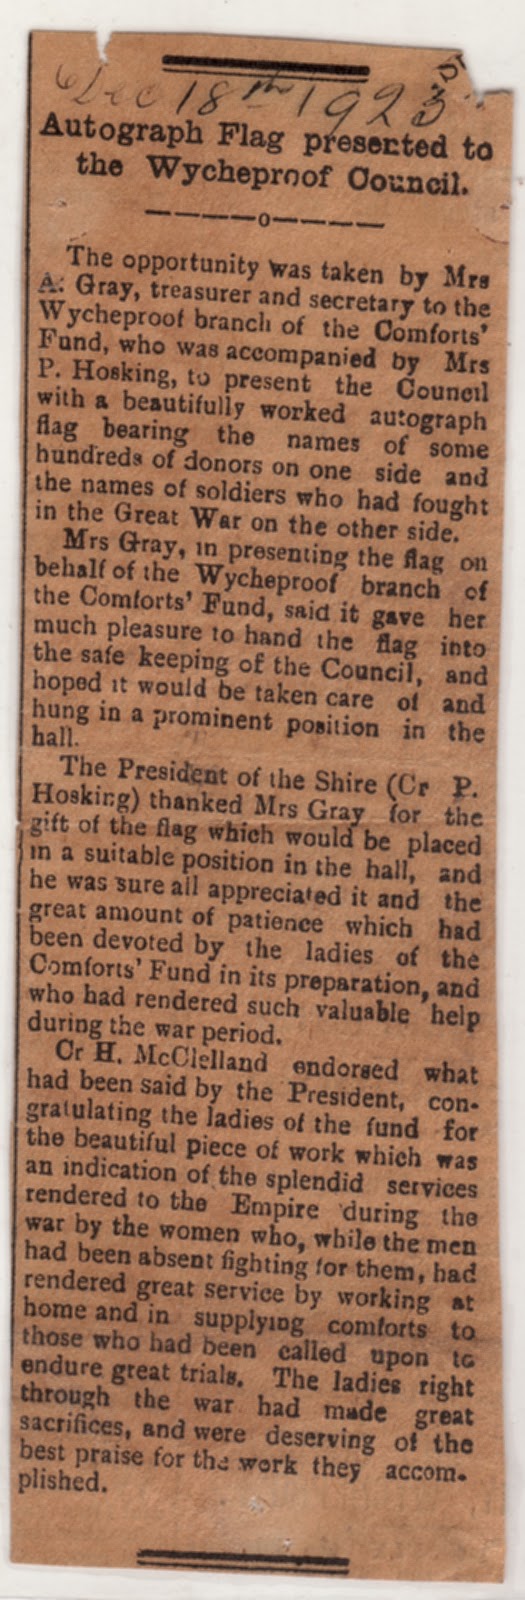 Dec 18th 1923
Autograph Flag presented to
the Wycheproof Council.
————o————
The opportunity was taken by Mrs
A. Gray, treasurer and secretary to the
Wycheproof branch of the Comforts'
Fund, who was accompanied by Mrs
P. Hosking, to present the Council
with a beautifully worked autograph
flag bearing the names of some
hundreds of donors on one side and
the names of soldiers who had fought
in the Great War on the other side.
Mrs Gray, in presenting the flag on
behalf of the Wycheproof branch of
the Comforts' Fund, said it gave her
much pleasure to hand the flag into
the safe keeping of the Council, and
hoped it would be taken care of and
hung in a prominent position in the
hall.
The President of the Shire (Cr P.
Hosking) thanked Mrs Gray for the
gift of the flag which would be placed
in a suitable position in the hall, and
he was sure all appreciated it and the
great amount of patience which had
been devoted by the ladies of the
Comforts' Fund in its preparation, and
who had rendered such valuable help
during the war period.
Cr H. McClelland endorsed what
had been said by the President, con-
gratulating the ladies of the fund for
the beautiful piece of work which was
an indication of the splendid services
rendered to the Empire during the
war by the women who, while the men
had been absent fighting for them, had
rendered great service by working at
home and in supplying comforts to
those who had been called upon to
endure great trials. The ladies right
through the war had made great
sacrifices, and were deserving of the
best praise for the work they accom-
plished.